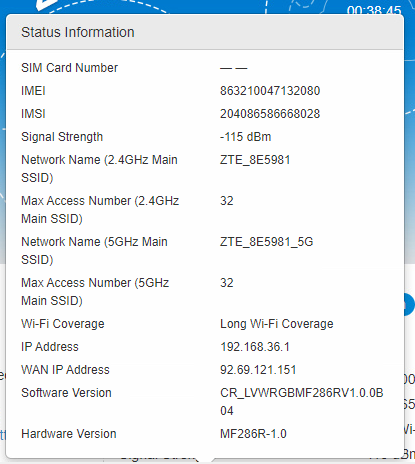 00:38:45
Status Information
SIM Card Number — —
IMEI 863210047132080
IMSI 204086586668028
Signal Strength -115 dBm
Network Name (2.4GHz Main ZTE_8E5981
SSID)
Max Access Number (2.4GHz 32
Main SSID)
Network Name (5GHz Main ZTE_8E5981_5G
SSID)
Max Access Number (5GHz 32
Main SSID)
Wi-Fi Coverage Long Wi-Fi Coverage
IP Address 192.168.36.1
WAN IP Address 92.69.121.151
Software Version CR_LVWRGBMF286RV1.0.0B
04
Hardware Version MF286R-1.0